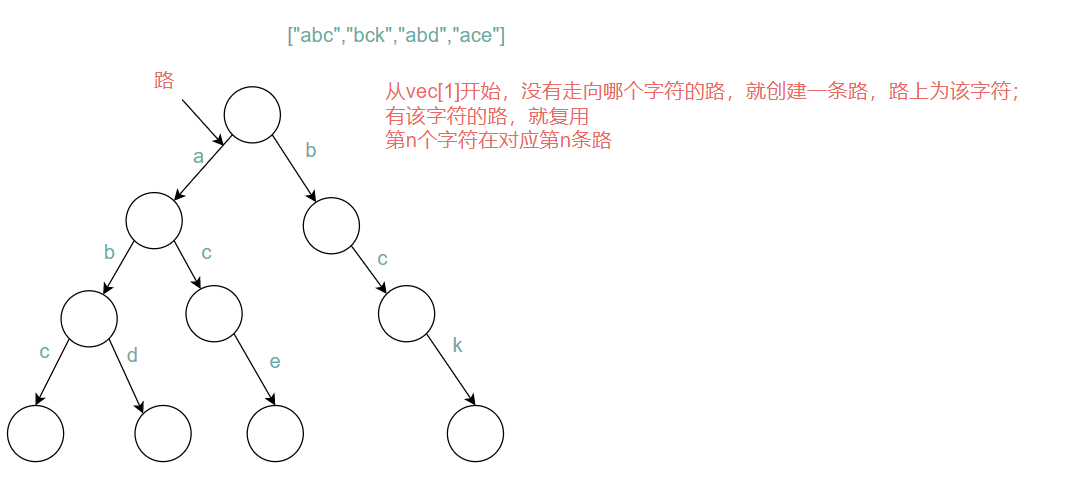 ["abc","bck","abd","ace"]
路
从vec[1]开始，没有走向哪个字符的路，就创建一条路，路上为该字符；
有该字符的路，就复用
第n个字符在对应第n条路
a
b
b
c
c
c
d
e
k